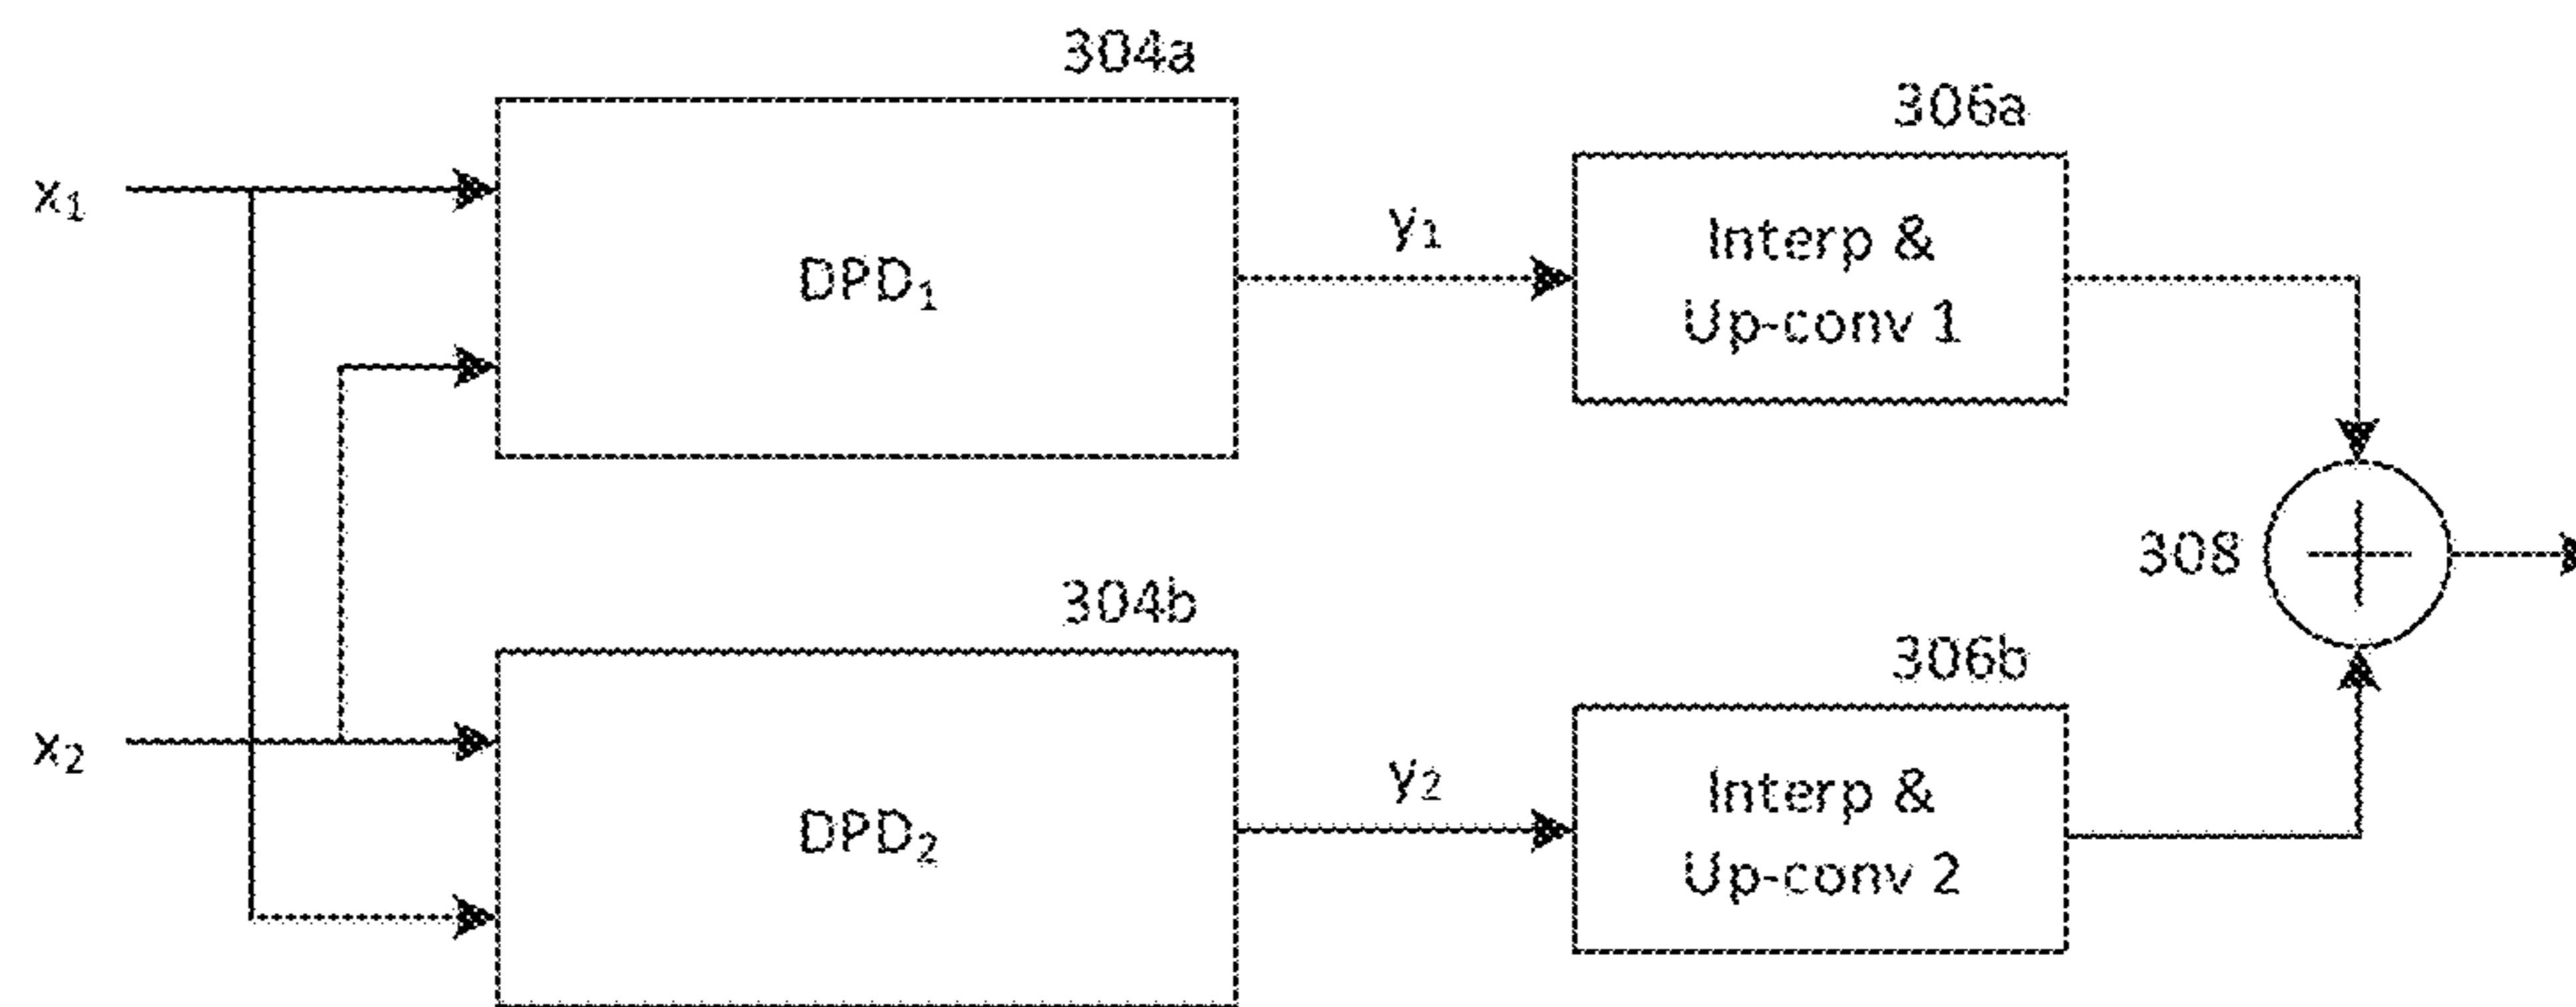 304a
306a
x₁
y₁
Interp &
Up-conv 1
DPD₁
308
304b
306b
x₂
y₂
Interp &
Up-conv 2
DPD₂